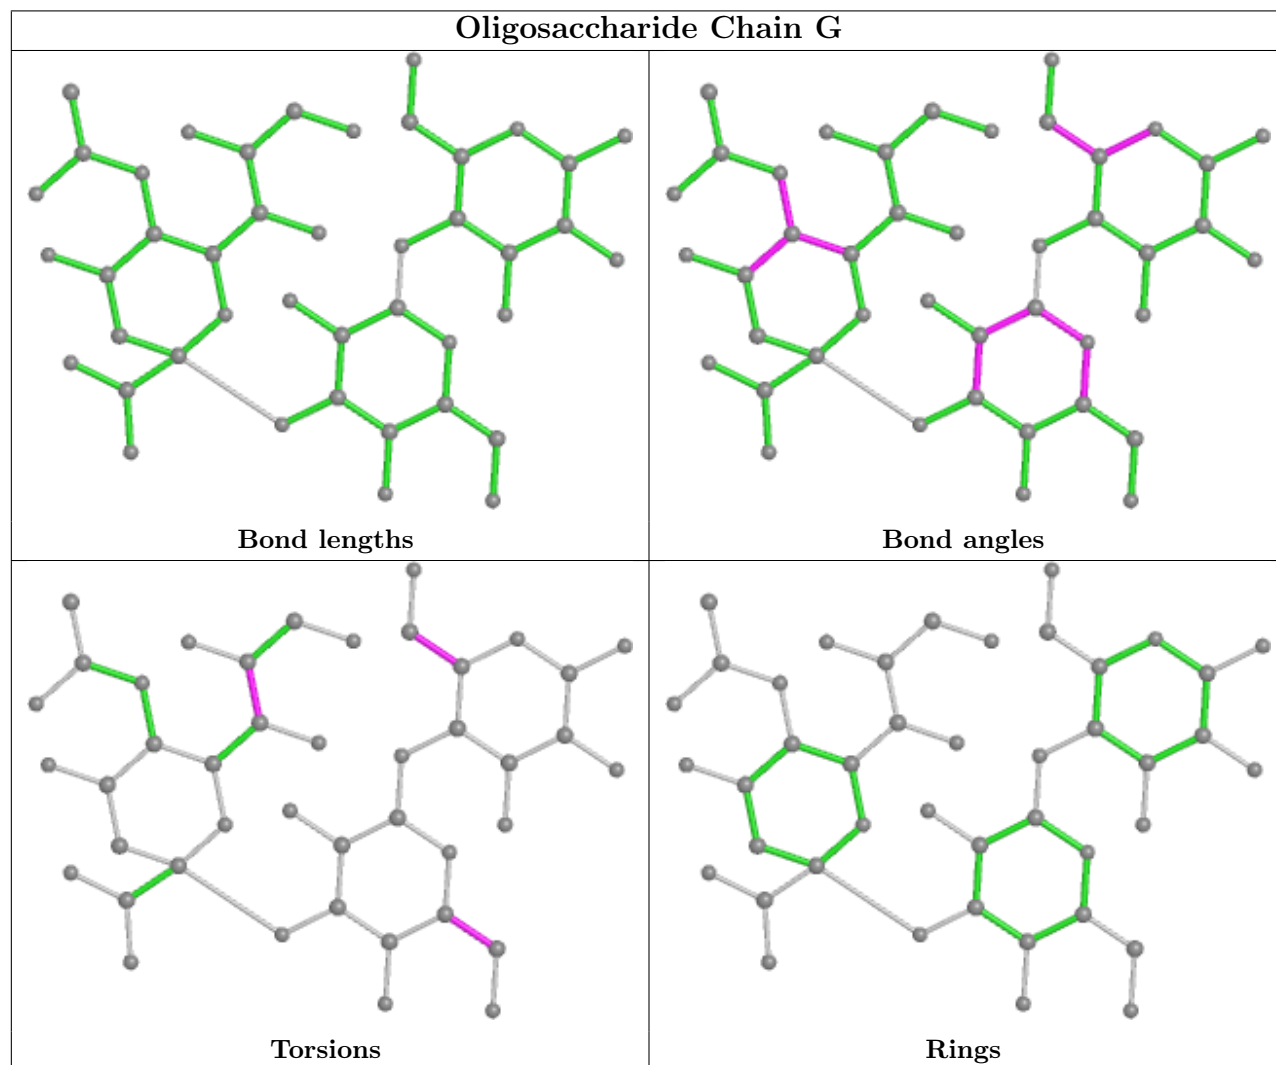 Oligosaccharide Chain G
Bond lengths
Bond angles
Torsions
Rings